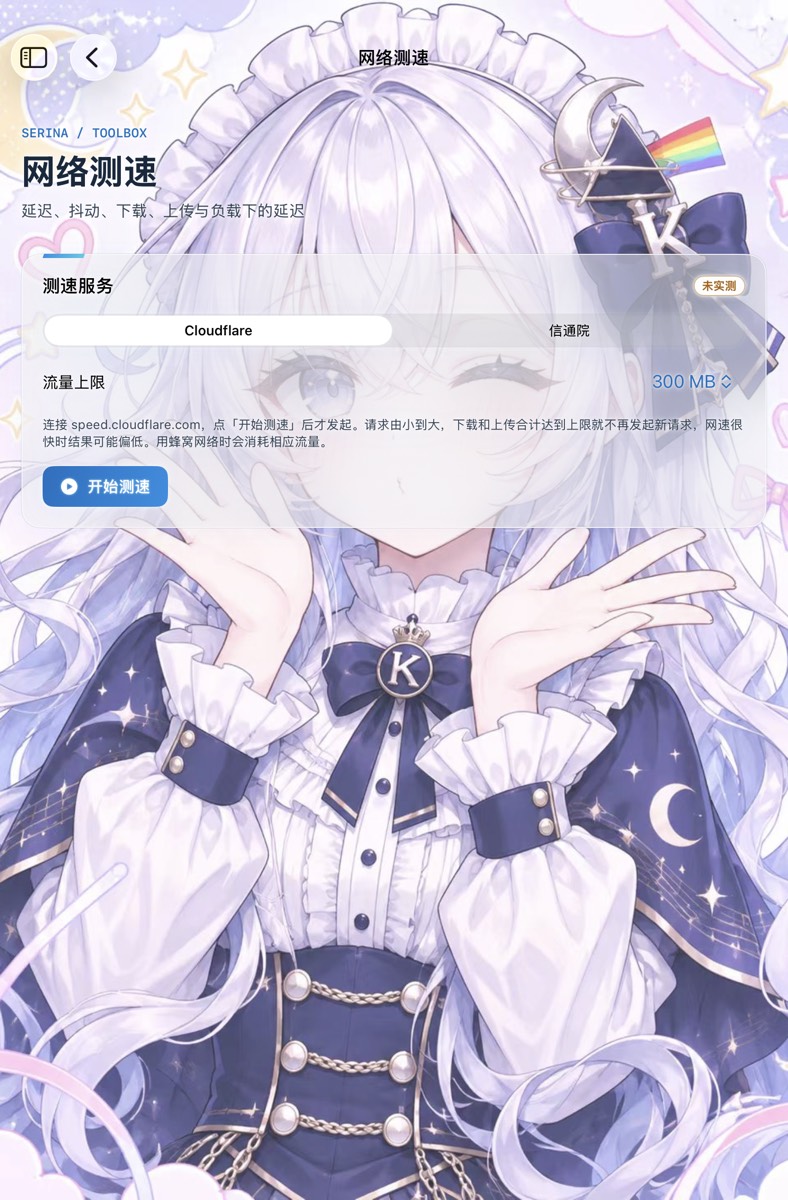 网络测速
SERINA / TOOLBOX
网络测速
延迟、抖动、下载、上传与负载下的延迟
测速服务
未实测
Cloudflare
信通院
流量上限
300 MB
连接 speed.cloudflare.com，点「开始测速」后才发起。请求由小到大，下载和上传合计达到上限就不再发起新请求，网速很
快时结果可能偏低。用蜂窝网络时会消耗相应流量。
开始测速
K
K